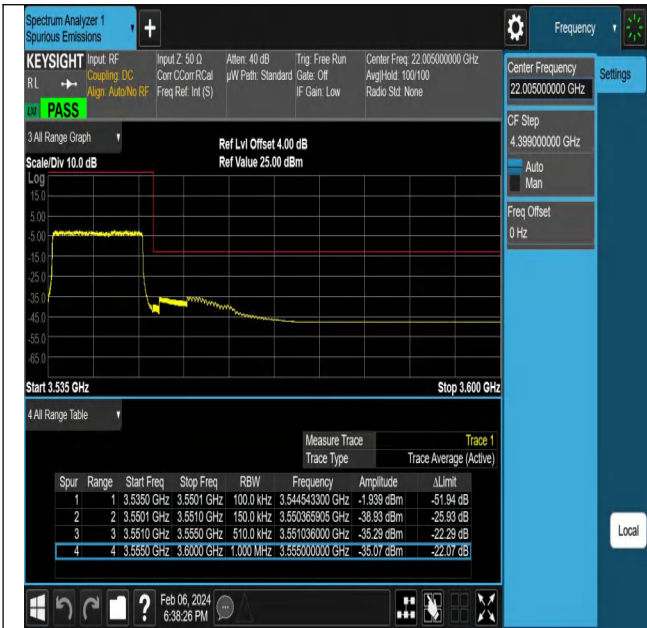 Spectrum Analyzer 1
Spurious Emissions
+
Frequency
KEYSIGHT
RL
PASS
Input: RF
Coupling: DC
Align: Auto/No RF
Input Z: 50 Ω
Corr CCorr RCal
Freq Ref: Int (S)
Atten: 40 dB
µW Path: Standard
Trig: Free Run
Gate: Off
IF Gain: Low
Center Freq: 22.005000000 GHz
Avg|Hold: 100/100
Radio Std: None
Center Frequency
22.005000000 GHz
Settings
CF Step
4.399000000 GHz
Auto
Man
Freq Offset
0 Hz
3 All Range Graph
Scale/Div 10.0 dB
Ref Lvl Offset 4.00 dB
Ref Value 25.00 dBm
Log
15.0
5.00
-5.00
-15.0
-25.0
-35.0
-45.0
-55.0
-65.0
Start 3.535 GHz
Stop 3.600 GHz
4 All Range Table
Measure Trace Trace 1
Trace Type Trace Average (Active)
Spur Range Start Freq Stop Freq RBW Frequency Amplitude ΔLimit
1 1 3.5350 GHz 3.5501 GHz 100.0 kHz 3.544543300 GHz -1.939 dBm -51.94 dB
2 2 3.5501 GHz 3.5510 GHz 150.0 kHz 3.550365905 GHz -38.93 dBm -25.93 dB
3 3 3.5510 GHz 3.5550 GHz 510.0 kHz 3.551036000 GHz -35.29 dBm -22.29 dB
4 4 3.5550 GHz 3.6000 GHz 1.000 MHz 3.555000000 GHz -35.07 dBm -22.07 dB
Local
?
Feb 06, 2024
6:38:26 PM